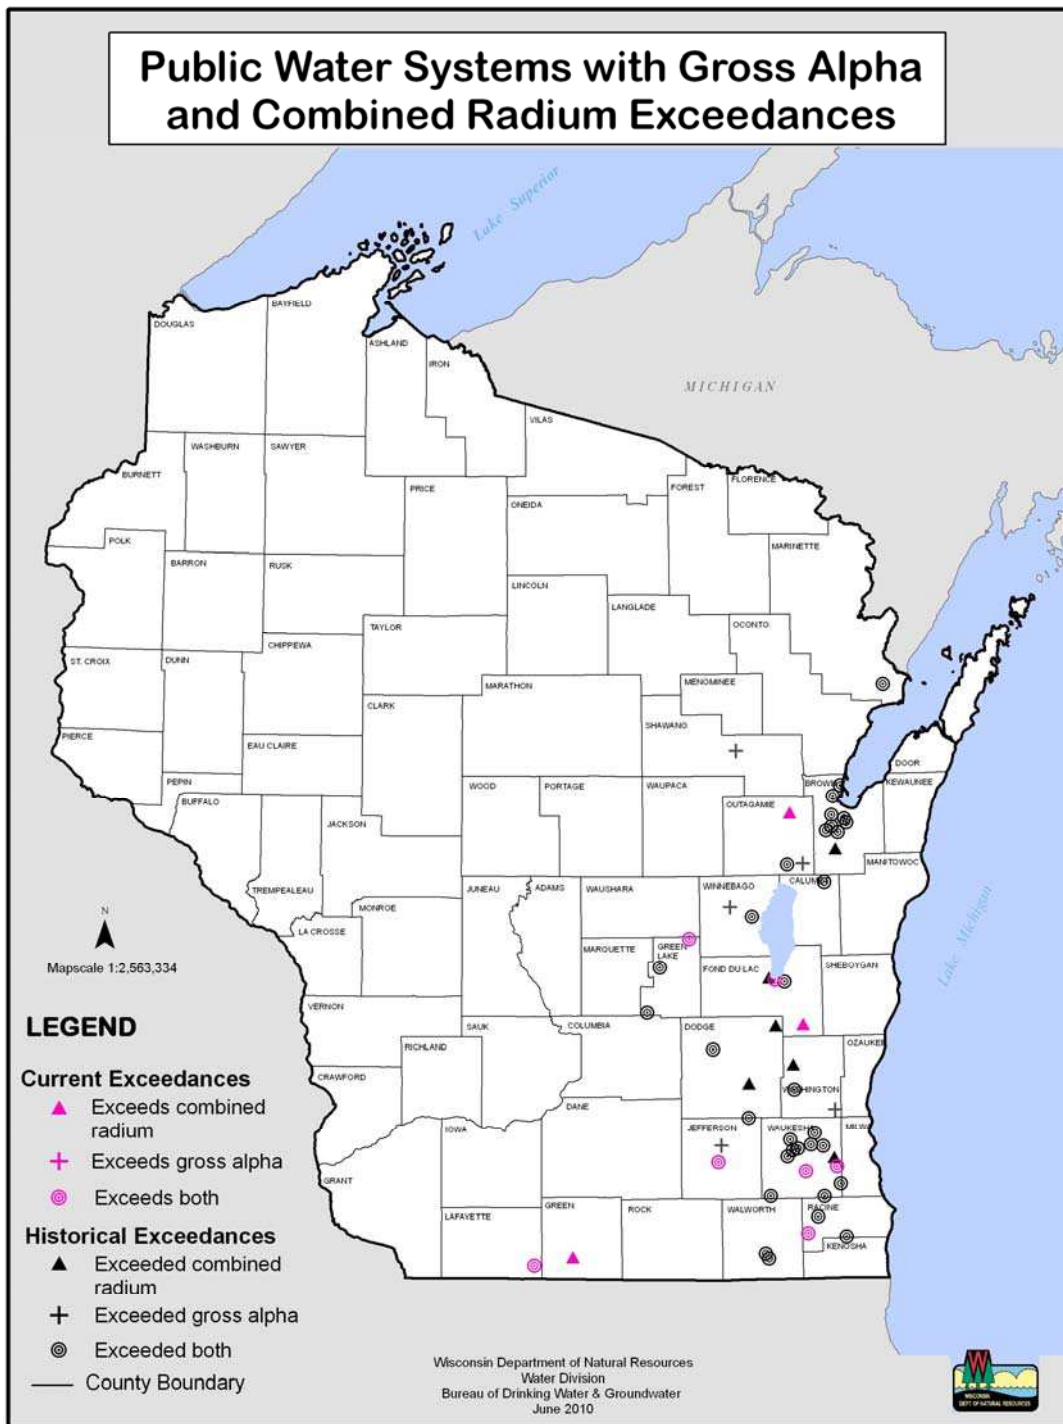 Public Water Systems with Gross Alpha
and Combined Radium Exceedances
Lake Superior
BAYFIELD
DOUGLAS
ASHLAND
IRON
MICHIGAN
VILAS
WASHBURN
SAWYER
BURNETT
FLORENCE
FOREST
PRICE
ONEIDA
POLK
MARINETTE
BARRON
RUSK
LINCOLN
LANGLADE
TAYLOR
OCONTO
CHIPPEWA
ST. CROIX
DUNN
MENOMINEE
MARATHON
CLARK
SHAWANO
PIERCE
EAU CLAIRE
DOOR
PEPIN
WOOD
PORTAGE
WAUPACA
BROWN
KEWAUNEE
BUFFALO
OUTAGAMIE
JACKSON
MANITOWOC
TREMPEALEAU
JUNEAU
ADAMS
WAUSHARA
WINNEBAGO
CALUMET
MONROE
LA CROSSE
N
Mapscale 1:2,563,334
MARQUETTE
GREEN
LAKE
FOND DU LAC
SHEBOYGAN
Lake Michigan
VERNON
SAUK
COLUMBIA
DODGE
OZAUKEE
RICHLAND
CRAWFORD
WASHINGTON
DANE
IOWA
JEFFERSON
WAUKESHA
MILW
GRANT
LAFAYETTE
GREEN
ROCK
WALWORTH
RACINE
KENOSHA
LEGEND
Current Exceedances
Exceeds combined
radium
Exceeds gross alpha
Exceeds both
Historical Exceedances
Exceeded combined
radium
Exceeded gross alpha
Exceeded both
County Boundary
Wisconsin Department of Natural Resources
Water Division
Bureau of Drinking Water & Groundwater
June 2010
W
WISCONSIN
DEPT. OF NATURAL RESOURCES